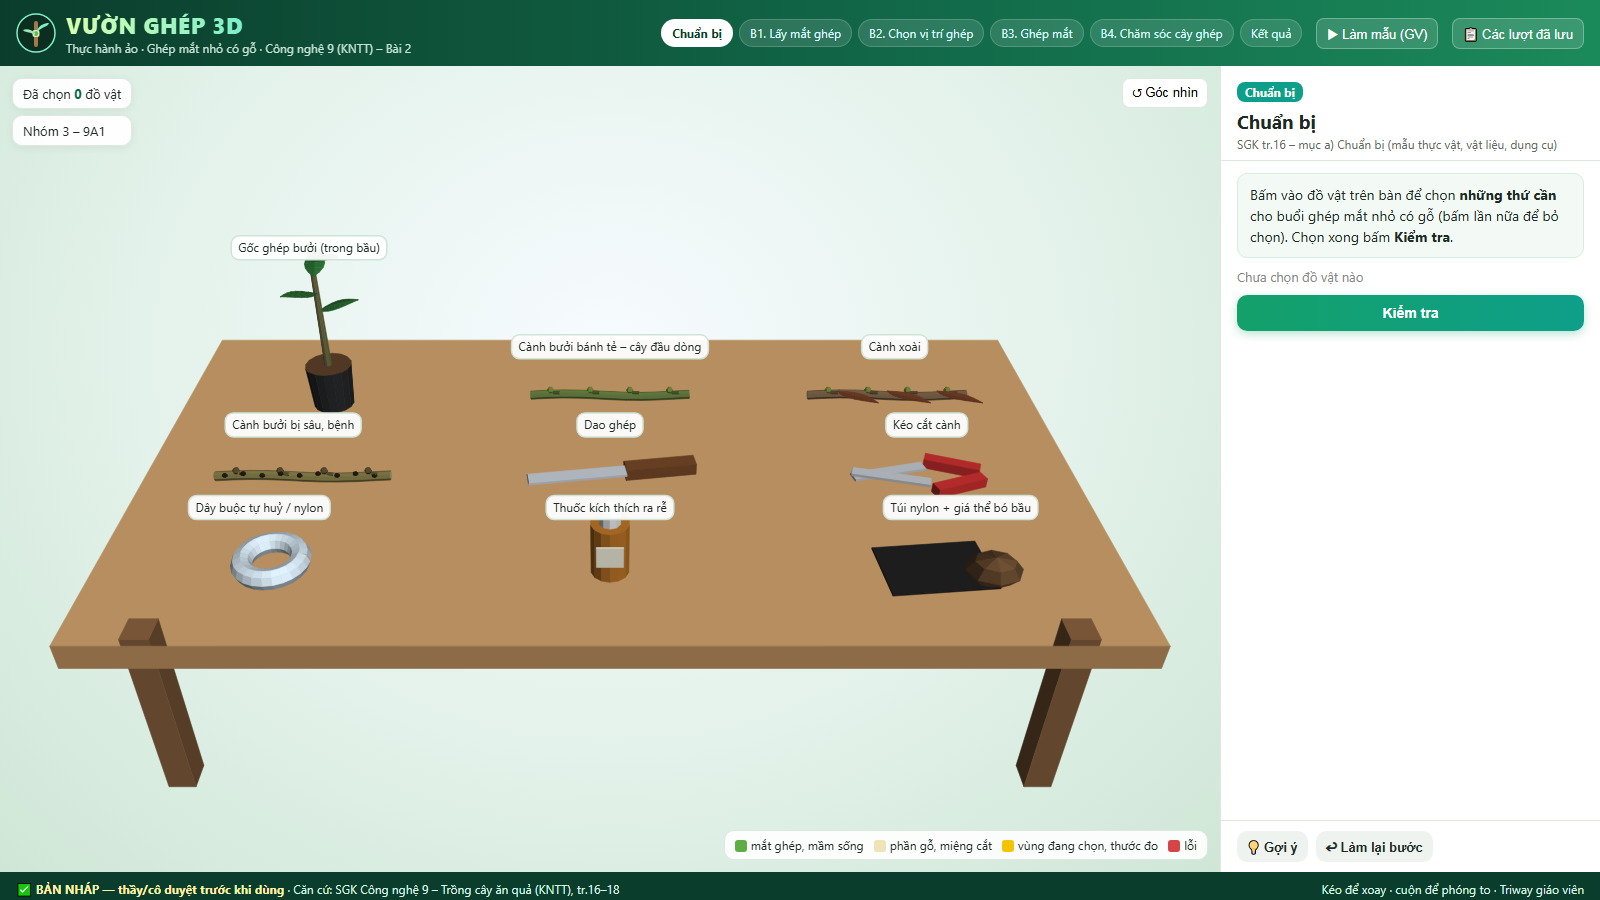 VƯỜN GHÉP 3D
Thực hành ảo · Ghép mắt nhỏ có gỗ · Công nghệ 9 (KNTT) – Bài 2
Chuẩn bị
B1. Lấy mắt ghép
B2. Chọn vị trí ghép
B3. Ghép mắt
B4. Chăm sóc cây ghép
Kết quả
▶ Làm mẫu (GV)
📋 Các lượt đã lưu
Đã chọn 0 đồ vật
Nhóm 3 – 9A1
↺ Góc nhìn
Gốc ghép bưởi (trong bầu)
Cành bưởi bánh tẻ – cây đầu dòng
Cành xoài
Cành bưởi bị sâu, bệnh
Dao ghép
Kéo cắt cành
Dây buộc tự huỷ / nylon
Thuốc kích thích ra rễ
Túi nylon + giá thể bó bầu
mắt ghép, mầm sống
phần gỗ, miệng cắt
vùng đang chọn, thước đo
lỗi
Chuẩn bị
Chuẩn bị
SGK tr.16 – mục a) Chuẩn bị (mẫu thực vật, vật liệu, dụng cụ)
Bấm vào đồ vật trên bàn để chọn những thứ cần
cho buổi ghép mắt nhỏ có gỗ (bấm lần nữa để bỏ
chọn). Chọn xong bấm Kiểm tra.
Chưa chọn đồ vật nào
Kiểm tra
💡 Gợi ý
↩ Làm lại bước
✅ BẢN NHÁP — thầy/cô duyệt trước khi dùng · Căn cứ: SGK Công nghệ 9 – Trồng cây ăn quả (KNTT), tr.16–18
Kéo để xoay · cuộn để phóng to · Triway giáo viên